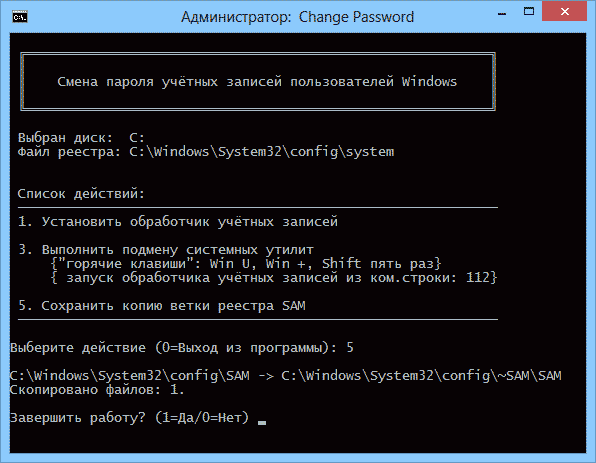 Администратор: Change Password
Смена пароля учётных записей пользователей Windows
Выбран диск: C:
Файл реестра: C:\Windows\System32\config\system
Список действий:
1. Установить обработчик учётных записей
3. Выполнить подмену системных утилит
{"горячие клавиши": Win U, Win +, Shift пять раз}
{ запуск обработчика учётных записей из ком.строки: 112}
5. Сохранить копию ветки реестра SAM
Выберите действие (0=Выход из программы): 5
C:\Windows\System32\config\SAM -> C:\Windows\System32\config\~SAM\SAM
Скопировано файлов: 1.
Завершить работу? (1=Да/0=Нет)